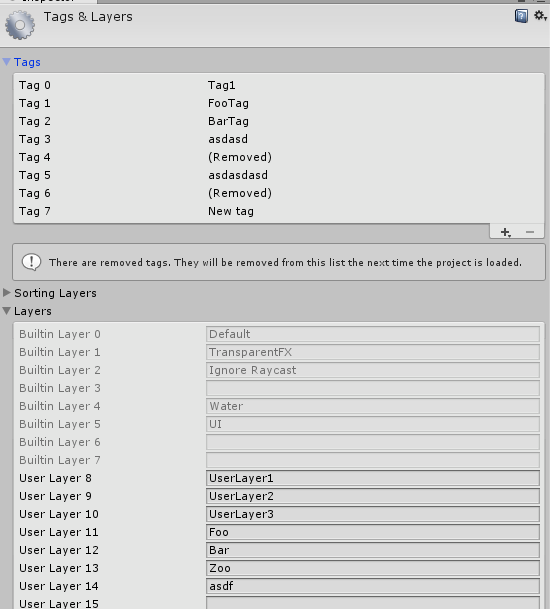 Tags & Layers
Tags
Tag 0 Tag1
Tag 1 FooTag
Tag 2 BarTag
Tag 3 asdasd
Tag 4 (Removed)
Tag 5 asdasdasd
Tag 6 (Removed)
Tag 7 New tag
There are removed tags. They will be removed from this list the next time the project is loaded.
Sorting Layers
Layers
Builtin Layer 0 Default
Builtin Layer 1 TransparentFX
Builtin Layer 2 Ignore Raycast
Builtin Layer 3
Builtin Layer 4 Water
Builtin Layer 5 UI
Builtin Layer 6
Builtin Layer 7
User Layer 8 UserLayer1
User Layer 9 UserLayer2
User Layer 10 UserLayer3
User Layer 11 Foo
User Layer 12 Bar
User Layer 13 Zoo
User Layer 14 asdf
User Layer 15